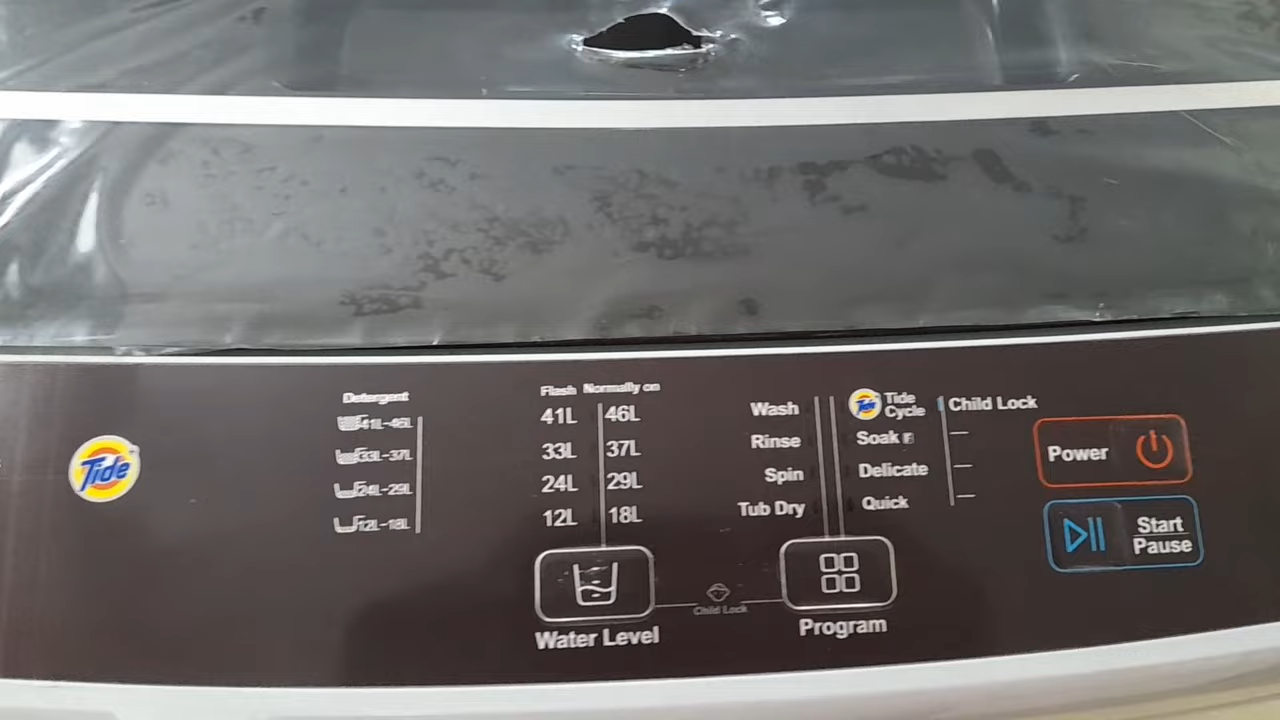 Tide
Detergent
41L-46L
33L-37L
24L-29L
12L-18L
Flash Normally on
41L 46L
33L 37L
24L 29L
12L 18L
Water Level
Child Lock
Wash
Rinse
Spin
Tub Dry
Tide Tide
Cycle
Soak
Delicate
Quick
Program
Child Lock
Power
Start
Pause